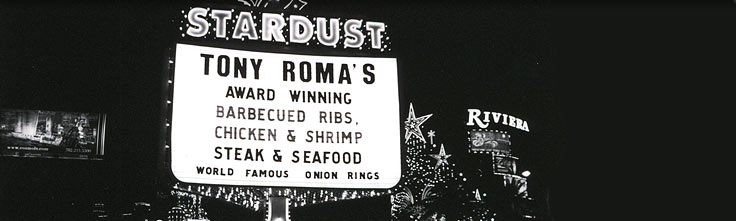 STARDUST
TONY ROMA'S
AWARD WINNING
BARBECUED RIBS,
CHICKEN & SHRIMP
STEAK & SEAFOOD
WORLD FAMOUS ONION RINGS
RIVIERA